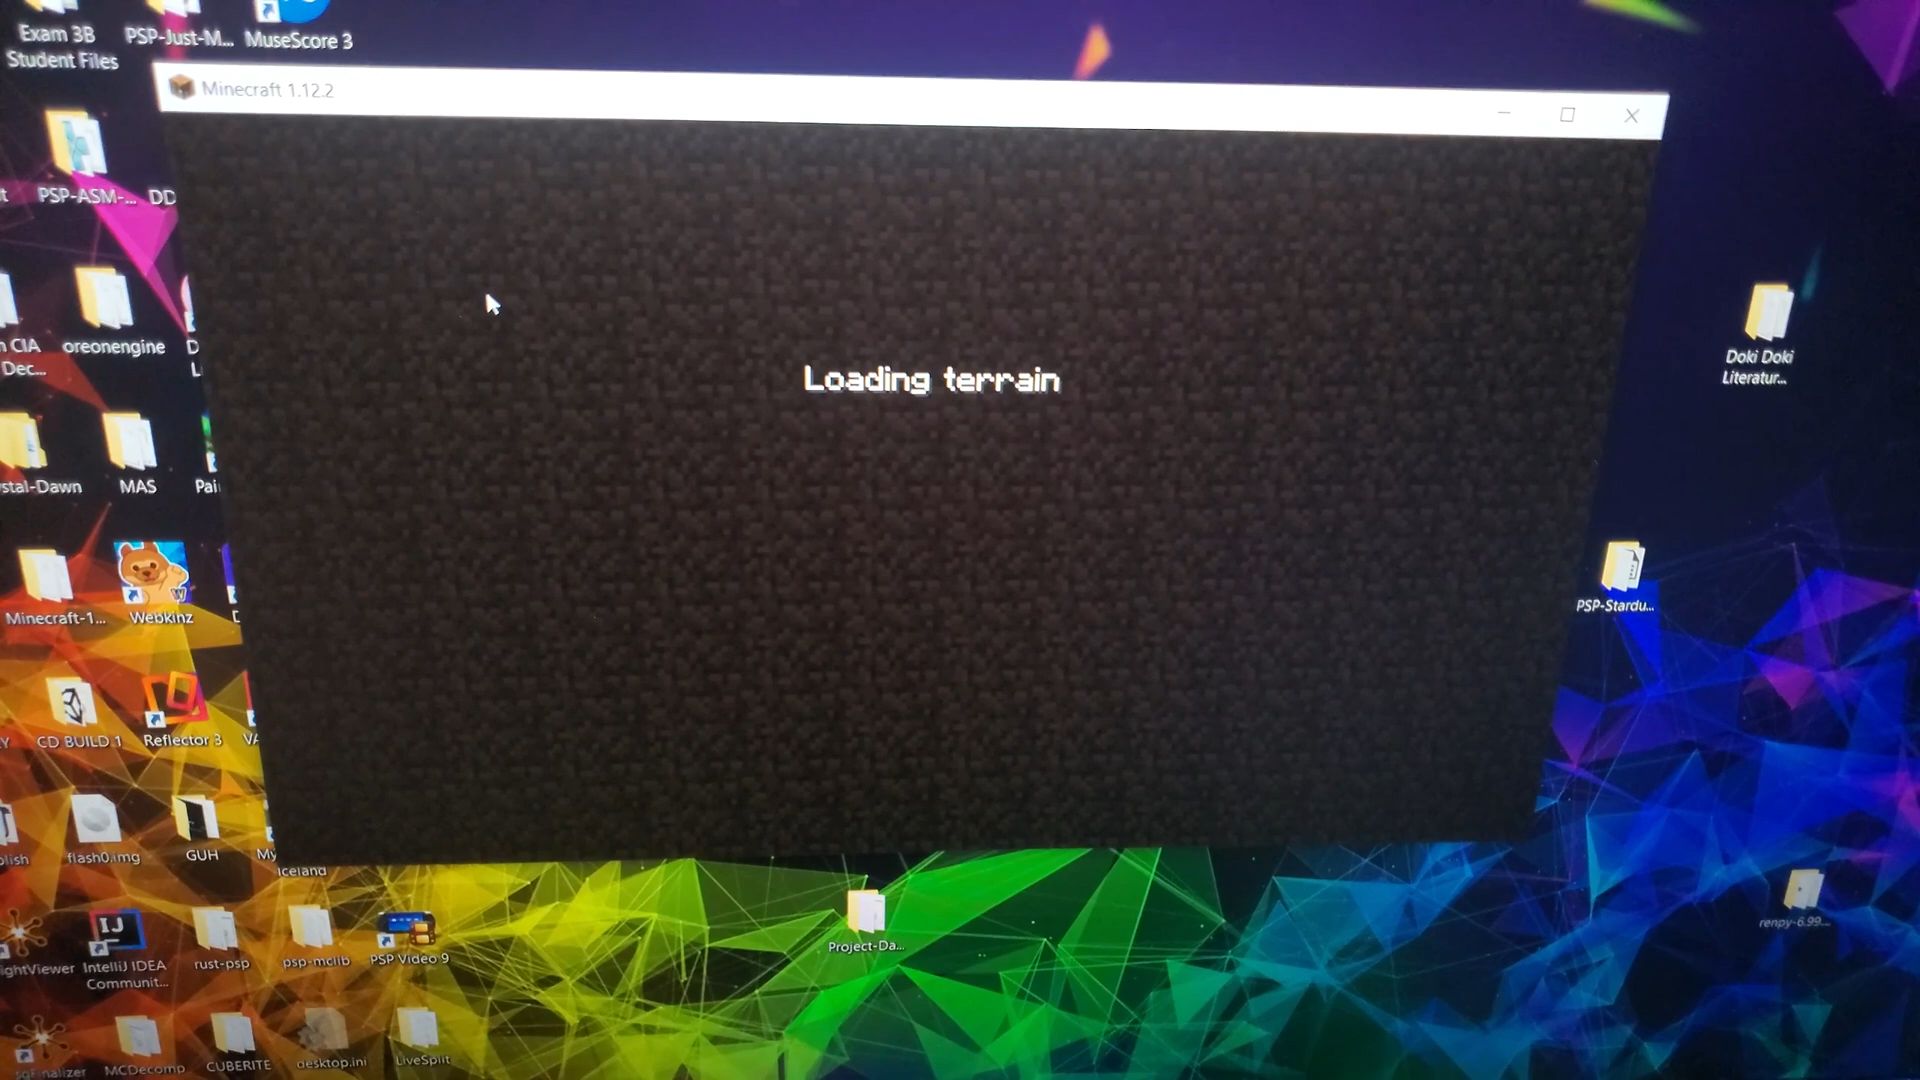 Exam 3B
Student Files
PSP-Just-M...
MuseScore 3
Minecraft 1.12.2
PSP-ASM-...
DD
CIA
Dec...
oreonengine
Loading terrain
Doki Doki
Literatur...
stal-Dawn
MAS
Pai
Minecraft-1...
Webkinz
PSP-Stardu...
CD BUILD 1
Reflector 3
VA
flash0.img
GUH
My
Iceland
ightViewer
IJ
IntelliJ IDEA
Communit...
rust-psp
psp-mclib
PSP Video 9
Project-Da...
renpy-6.99...
MCDecomp
CUBERITE
desktop.ini
LiveSplit